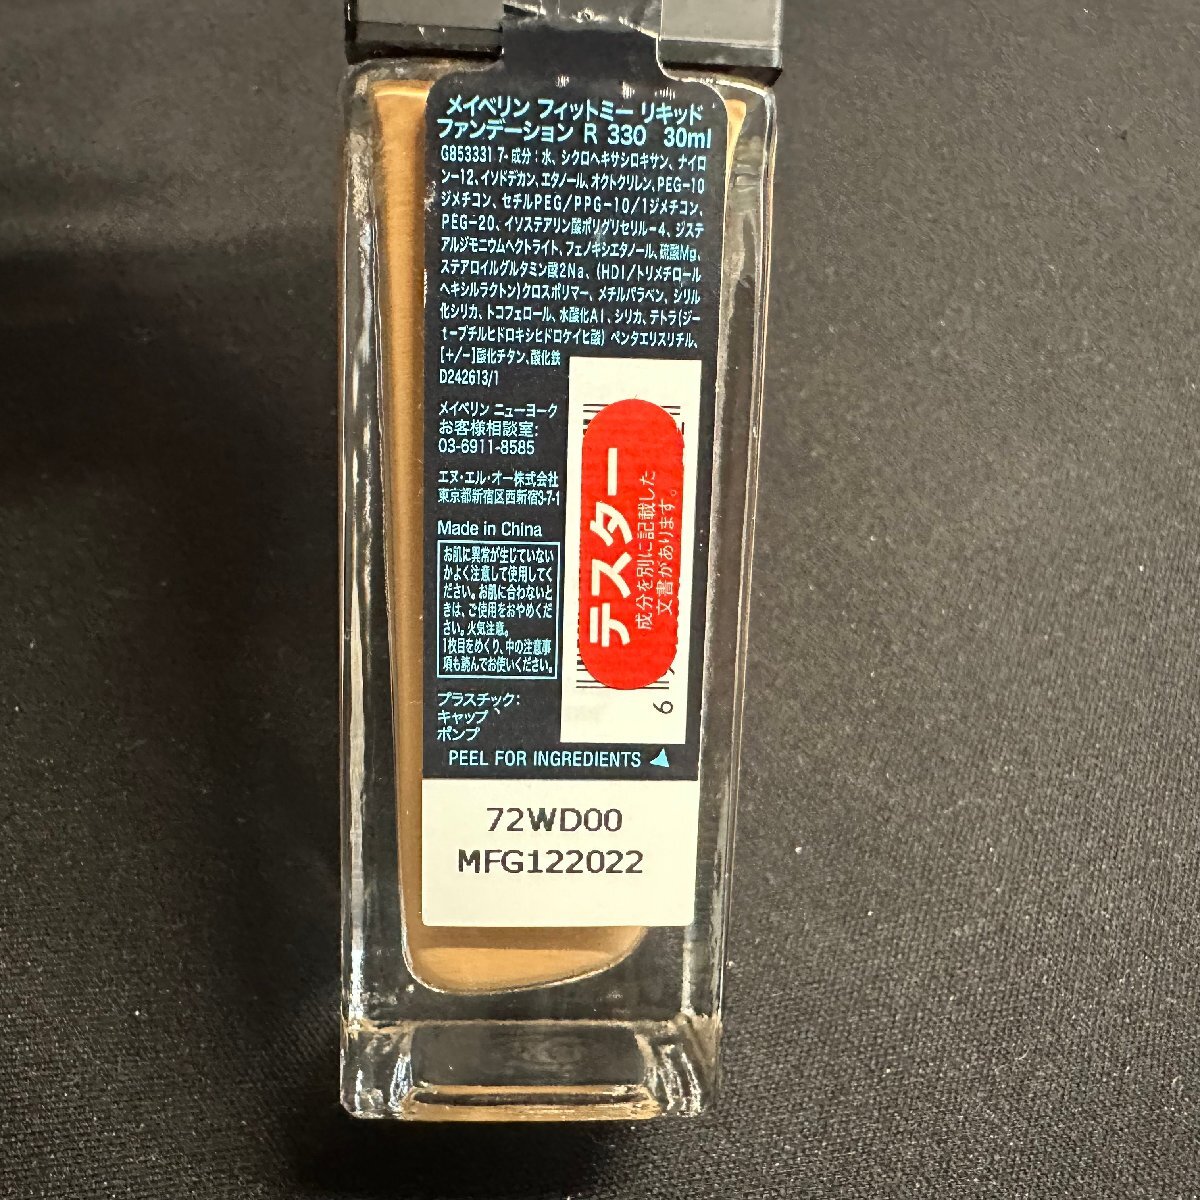 メイベリン フィットミー リキッド
ファンデーション R 330 30ml
G853331 7・成分：水、シクロヘキサシロキサン、ナイロ
ン-12、イソドデカン、エタノール、オクトクリレン、PEG-10
ジメチコン、セチルPEG/PPG-10/1ジメチコン、
PEG-20、イソステアリン酸ポリグリセリル-4、ジステ
アルジモニウムヘクトライト、フェノキシエタノール、硫酸Mg、
ステアロイルグルタミン酸2Na、(HDI/トリメチロール
ヘキシルラクトン)クロスポリマー、メチルパラベン、シリル
化シリカ、トコフェロール、水酸化Al、シリカ、テトラ(ジ-
t-ブチルヒドロキシヒドロケイヒ酸) ペンタエリスリチル、
[+/-]酸化チタン、酸化鉄
D242613/1
メイベリン ニューヨーク
お客様相談室:
03-6911-8585
エヌ・エル・オー株式会社
東京都新宿区西新宿3-7-1
Made in China
お肌に異常が生じていない
かよく注意して使用してく
ださい。お肌に合わないと
きは、ご使用をおやめくだ
さい。火気注意。
1枚目をめくり、中の注意事
項も読んでお使いください。
プラスチック:
キャップ、
ポンプ
PEEL FOR INGREDIENTS
テスター
成分を別に記載した
文書があります。
6
72WD00
MFG122022